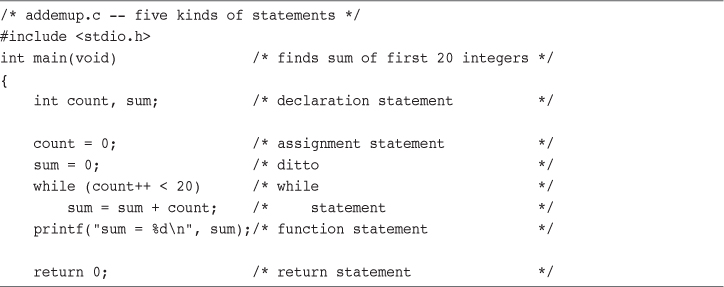 /* addemup.c -- five kinds of statements */
#include <stdio.h>
int main(void)                /* finds sum of first 20 integers */
{
    int count, sum;           /* declaration statement          */
    count = 0;                /* assignment statement           */
    sum = 0;                  /* ditto                          */
    while (count++ < 20)      /* while                          */
        sum = sum + count;    /*     statement                  */
    printf("sum = %d\n", sum);/* function statement             */
    return 0;                 /* return statement               */